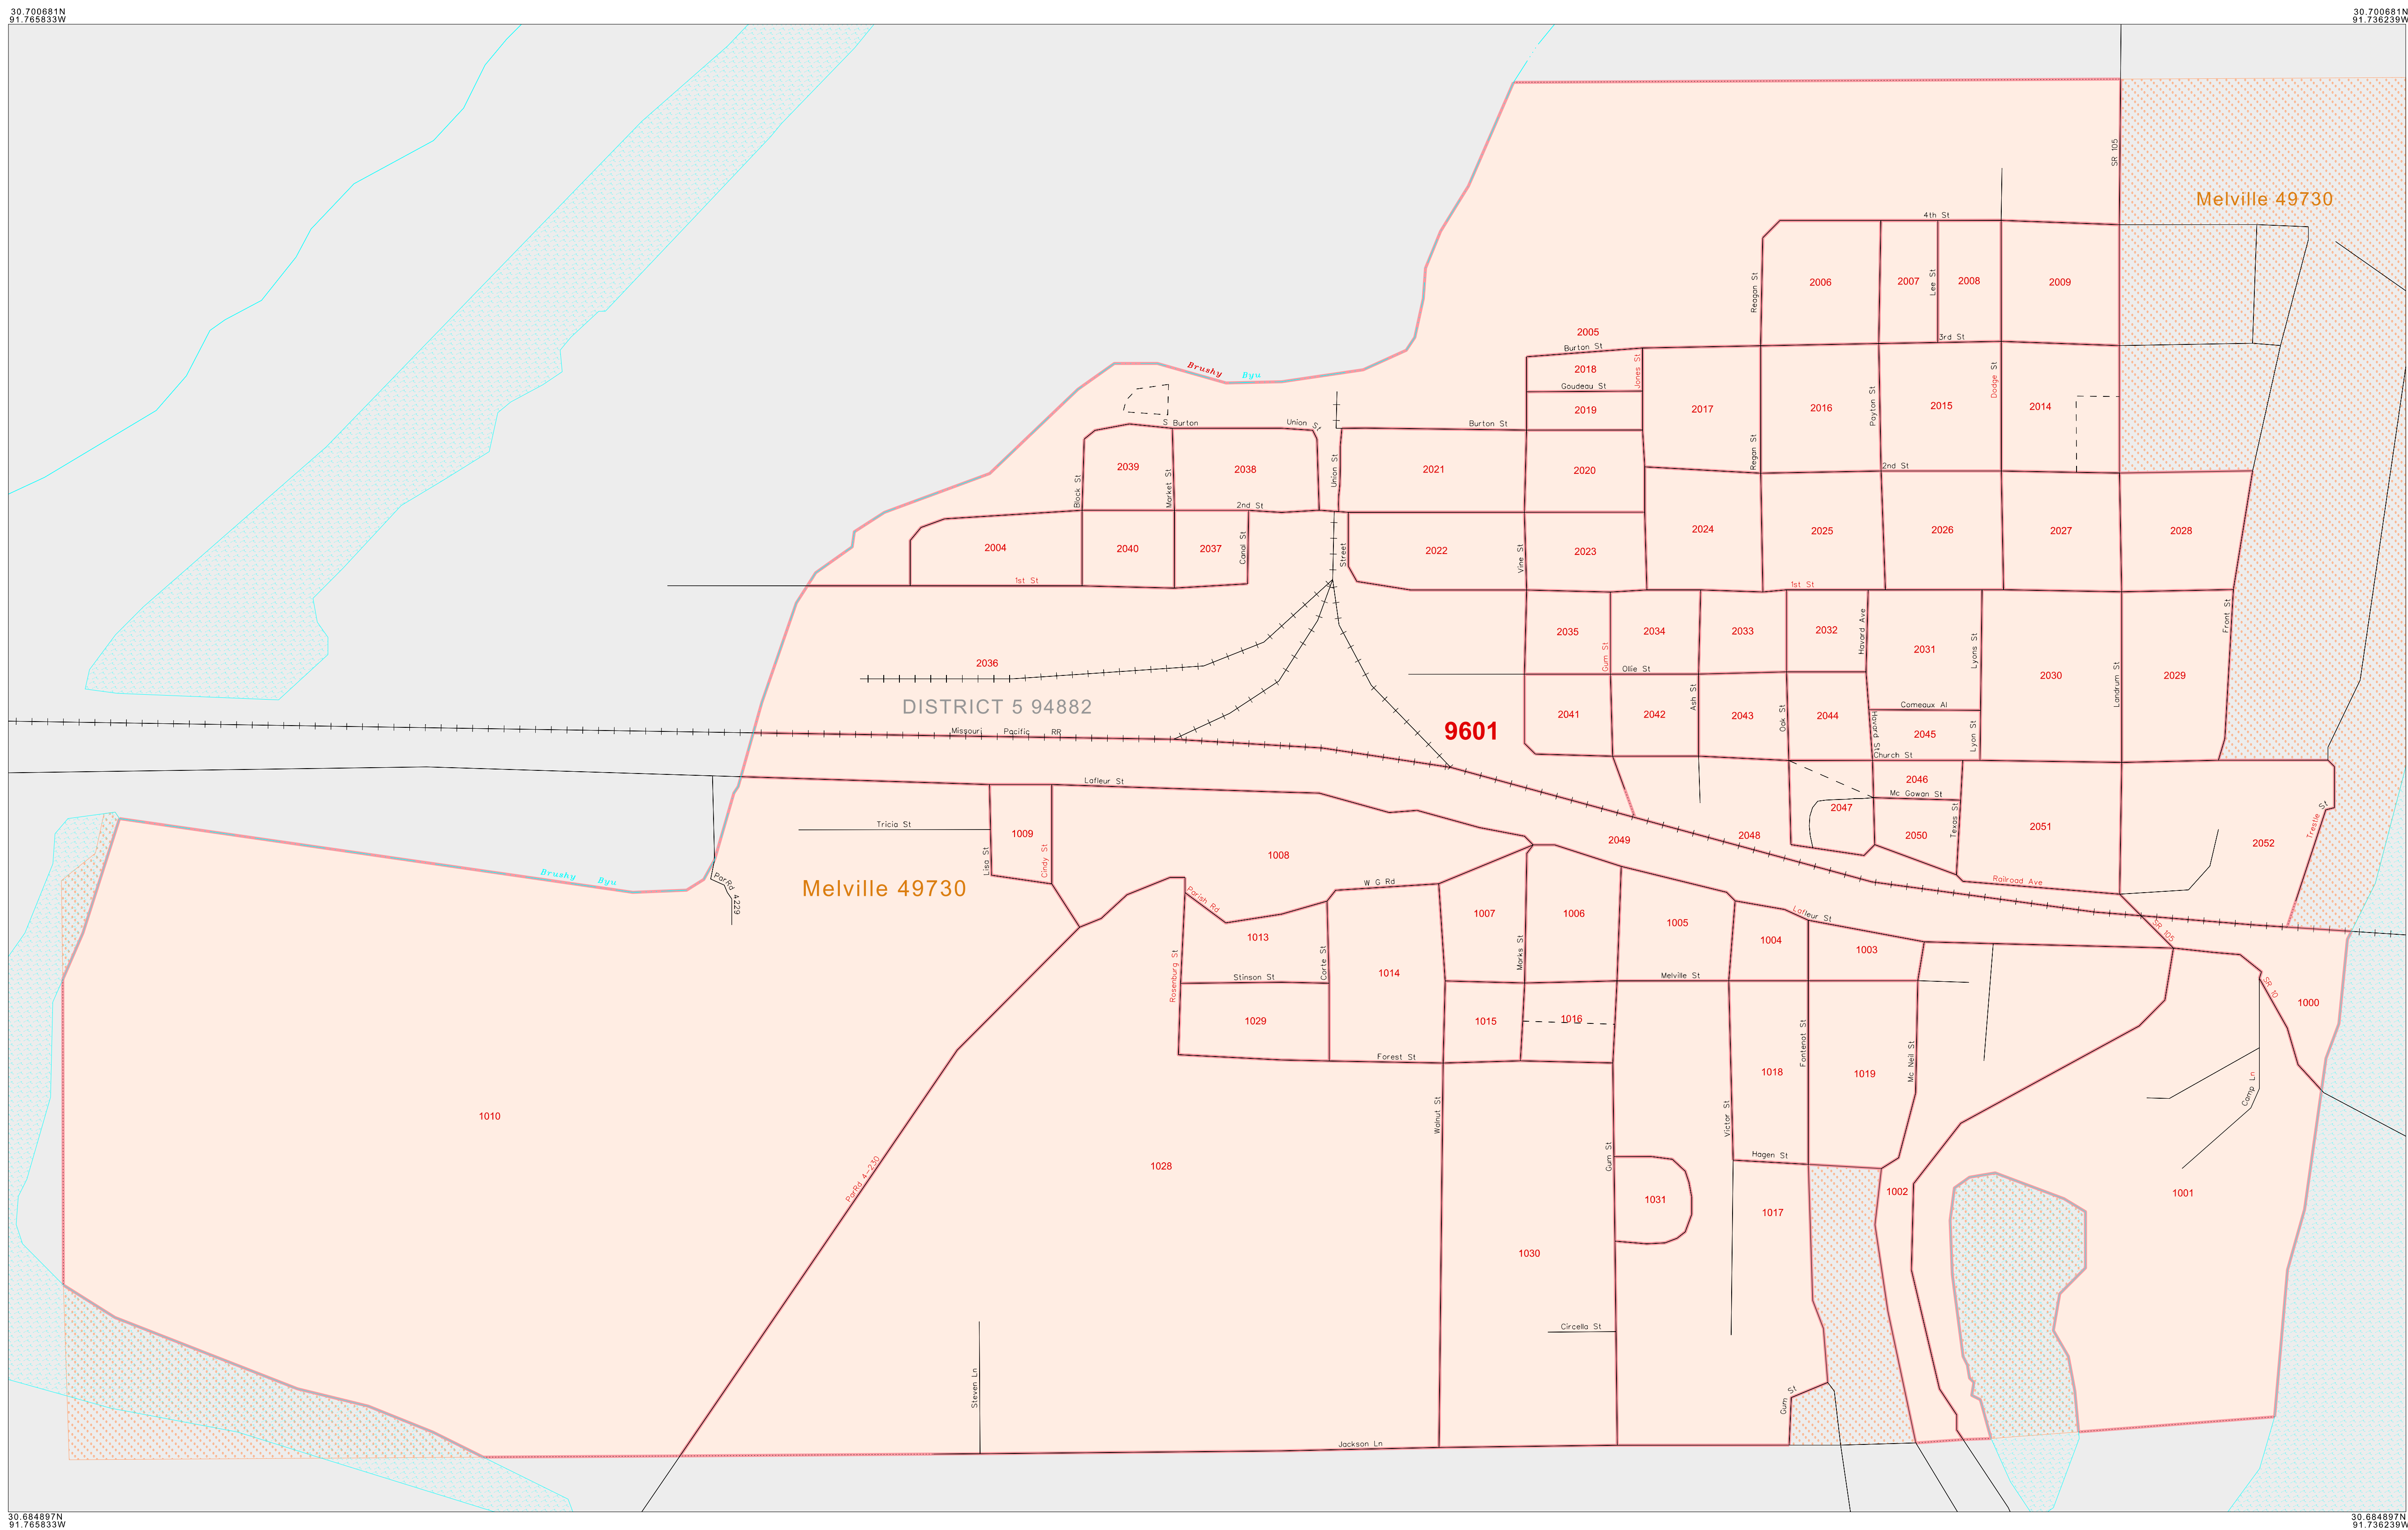 30.700681N
91.765833W
30.700681N
91.736239W
SR 105
Melville 49730
4th St
Reagan St
2006
2007
Lee St
2008
2009
2005
3rd St
Burton St
2018
Jones St
Goudeau St
2019
2017
2016
Payton St
2015
Dodge St
2014
Brusky Byu
S Burton
Union St
Burton St
2039
Market St
2038
Block St
Union St
2021
2020
Regan St
2nd St
2nd St
2004
2040
2037
Canal St
Street
2022
Vine St
2023
2024
2025
2026
2027
2028
1st St
1st St
2035
Gum St
2034
2033
2032
Havard Ave
2031
Lyons St
2030
Landrum St
2029
Front St
2036
Ollie St
DISTRICT 5 94882
2041
2042
Ash St
2043
Oak St
2044
Comeaux Al
Havard St
2045
Lyon St
Missouri Pacific RR
9601
Church St
2046
Mc Gowan St
2047
2050
Texas St
2051
2052
Trestle St
Lafleur St
2049
2048
Tricia St
1009
Lisa St
Cindy St
1008
Brushy Byu
ParRd 4229
Melville 49730
Railroad Ave
W G Rd
Parish Rd
1007
1006
1005
1004
Lafleur St
1003
SR 105
1013
Corte St
1014
Marks St
Rosenburg St
Stinson St
Melville St
SR 10
1000
1029
1015
1016
Forest St
Fontenot St
1018
1019
Mc Neil St
Camp Ln
1010
Walnut St
Victor St
Gum St
Hagen St
1028
ParRd 4-230
1031
1002
1001
1017
1030
Circella St
Steven Ln
Gum St
Jackson Ln
30.684897N
91.765833W
30.684897N
91.736239W